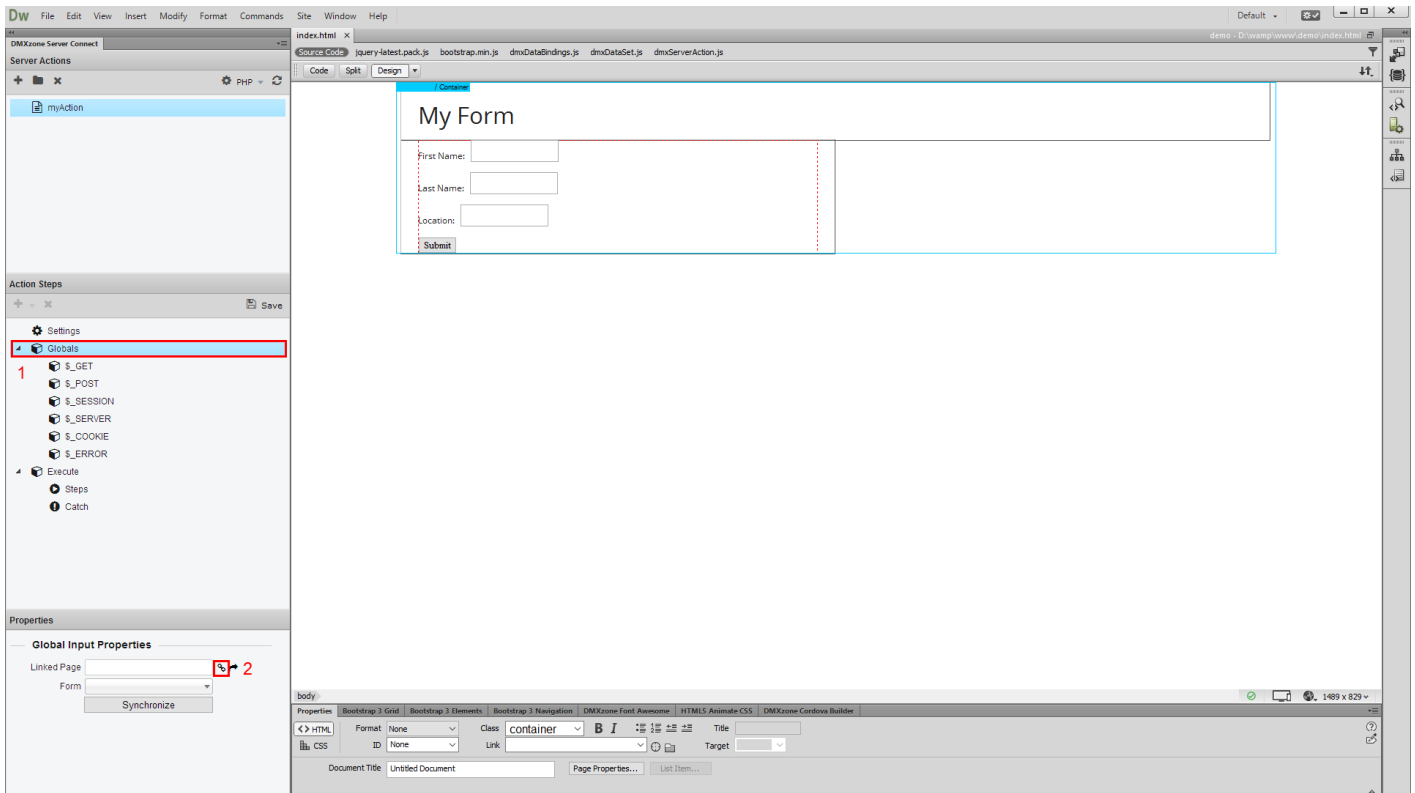 Dw File Edit View Insert Modify Format Commands Site Window Help Default
DMXzone Server Connect
index.html ×
demo - D:\wamp\www\demo\index.html
Server Actions
Source Code jquery-latest.pack.js bootstrap.min.js dmxDataBindings.js dmxDataSet.js dmxServerAction.js
PHP
Code Split Design
myAction
/ Container
My Form
First Name:
Last Name:
Location:
Submit
Action Steps
Save
Settings
Globals
1
$_GET
$_POST
$_SESSION
$_SERVER
$_COOKIE
$_ERROR
Execute
Steps
Catch
Properties
Global Input Properties
Linked Page
2
Form
Synchronize
body
1489 x 829
Properties Bootstrap 3 Grid Bootstrap 3 Elements Bootstrap 3 Navigation DMXzone Font Awesome HTML5 Animate CSS DMXzone Cordova Builder
<> HTML Format None Class container B I Title
CSS ID None Link Target
Document Title Untitled Document Page Properties... List Item...